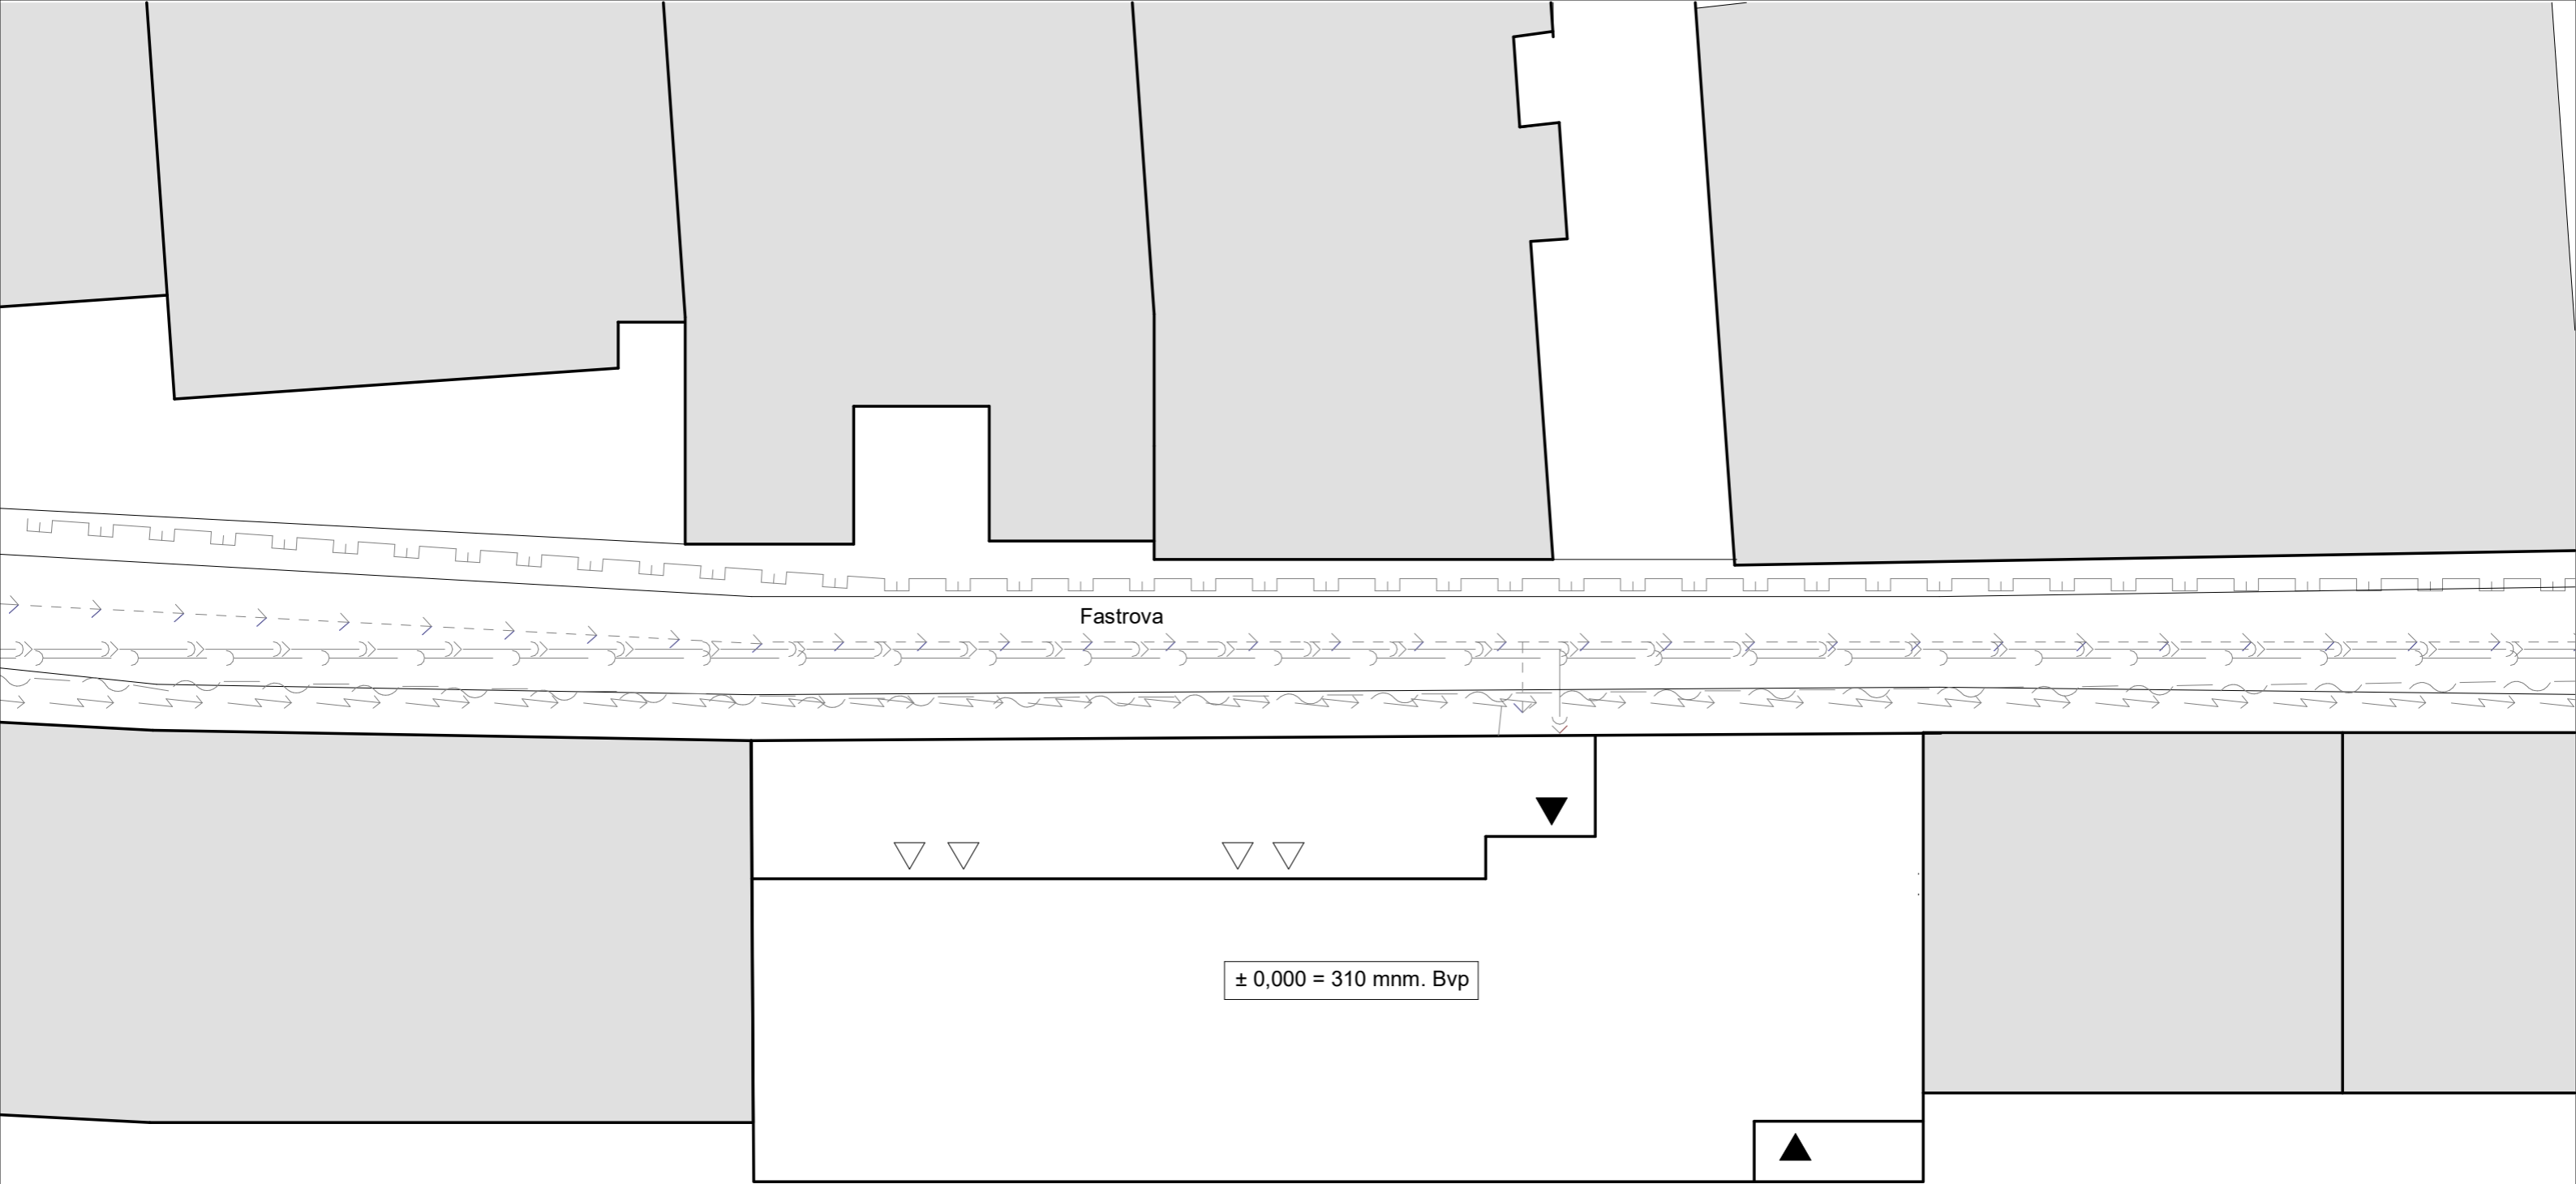 Fastrova
± 0,000 = 310 mnm. Bvp